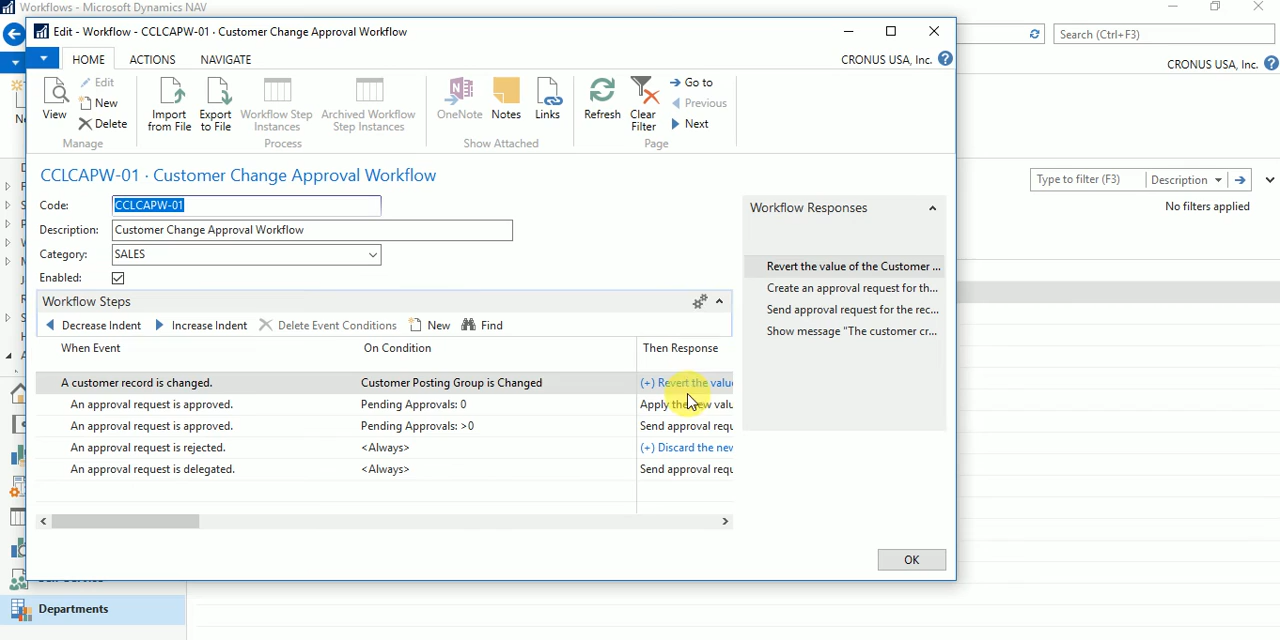 Workflows - Microsoft Dynamics NAV
Edit - Workflow - CCLCAPW-01 · Customer Change Approval Workflow
Search (Ctrl+F3)
HOME ACTIONS NAVIGATE
CRONUS USA, Inc.
CRONUS USA, Inc.
View
Edit
New
Delete
Manage
Import from File
Export to File
Workflow Step Instances
Archived Workflow Step Instances
Process
OneNote
Notes
Links
Show Attached
Refresh
Clear Filter
Go to
Previous
Next
Page
CCLCAPW-01 · Customer Change Approval Workflow
Type to filter (F3) Description
No filters applied
Code: CCLCAPW-01
Description: Customer Change Approval Workflow
Category: SALES
Enabled:
Workflow Responses
Revert the value of the Customer ...
Create an approval request for th...
Send approval request for the rec...
Show message "The customer cr...
Workflow Steps
Decrease Indent Increase Indent Delete Event Conditions New Find
When Event On Condition Then Response
A customer record is changed. Customer Posting Group is Changed (+) Revert the value
An approval request is approved. Pending Approvals: 0 Apply the new valu
An approval request is approved. Pending Approvals: >0 Send approval requ
An approval request is rejected. <Always> (+) Discard the new
An approval request is delegated. <Always> Send approval requ
OK
Departments